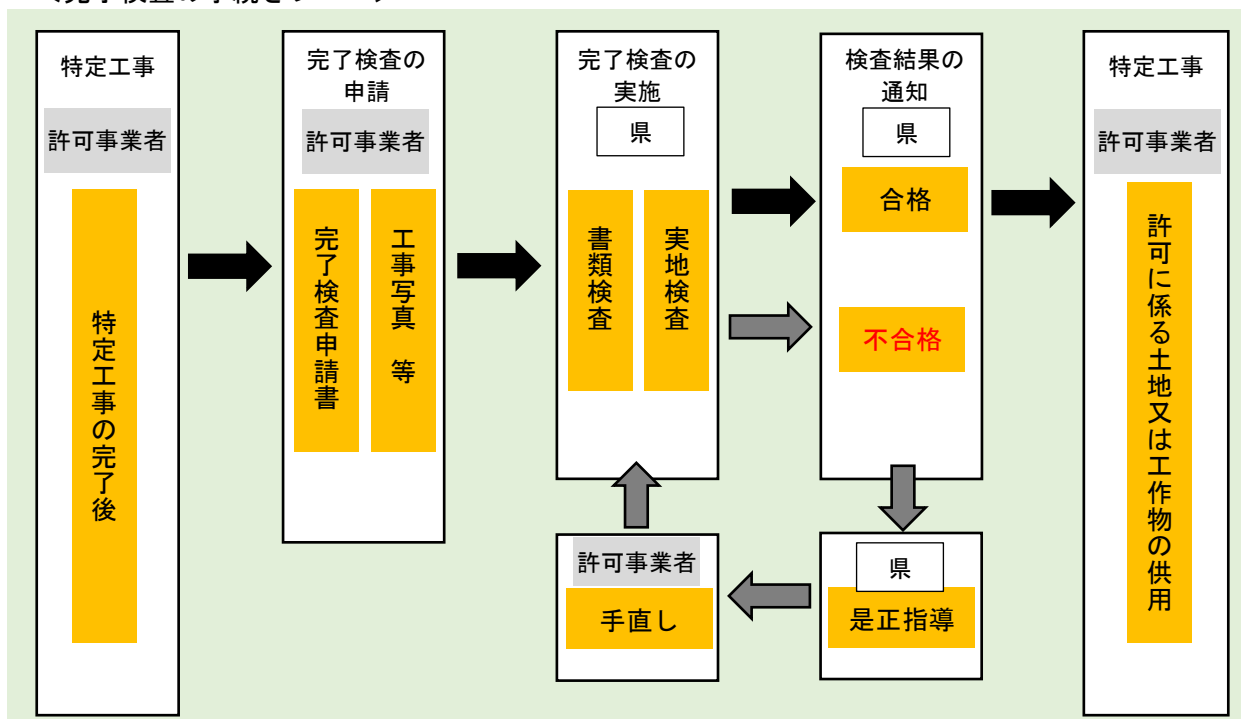 特定工事
許可事業者
特定工事の完了後
完了検査の
申請
許可事業者
完了検査申請書
工事写真 等
完了検査の
実施
県
書類検査
実地検査
検査結果の
通知
県
合格
不合格
県
是正指導
許可事業者
手直し
特定工事
許可事業者
許可に係る土地又は工作物の供用